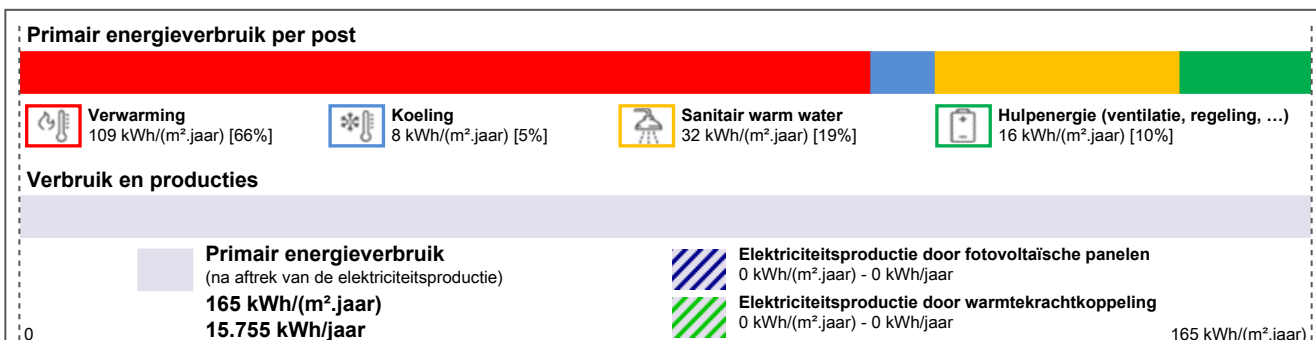 Primair energieverbruik per post
Verwarming
109 kWh/(m².jaar) [66%]
Koeling
8 kWh/(m².jaar) [5%]
Sanitair warm water
32 kWh/(m².jaar) [19%]
Hulpenergie (ventilatie, regeling, …)
16 kWh/(m².jaar) [10%]
Verbruik en producties
Primair energieverbruik
(na aftrek van de elektriciteitsproductie)
165 kWh/(m².jaar)
15.755 kWh/jaar
Elektriciteitsproductie door fotovoltaïsche panelen
0 kWh/(m².jaar) - 0 kWh/jaar
Elektriciteitsproductie door warmtekrachtkoppeling
0 kWh/(m².jaar) - 0 kWh/jaar
0
165 kWh/(m².jaar)